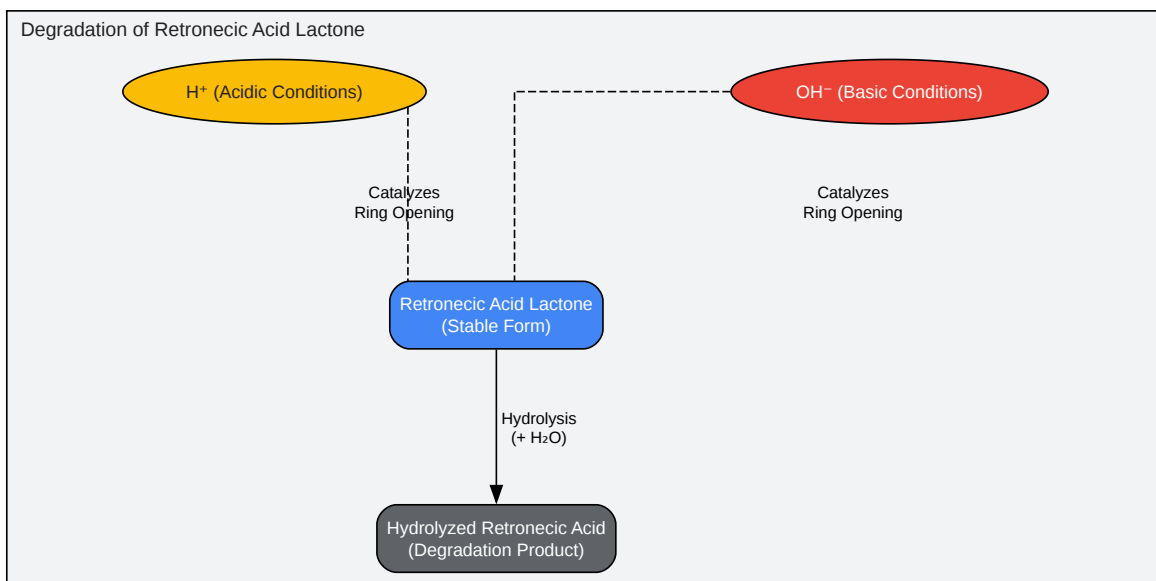 Degradation of Retronecic Acid Lactone
H⁺ (Acidic Conditions)
OH⁻ (Basic Conditions)
Catalyzes
Ring Opening
Catalyzes
Ring Opening
Retronecic Acid Lactone
(Stable Form)
Hydrolysis
(+ H₂O)
Hydrolyzed Retronecic Acid
(Degradation Product)